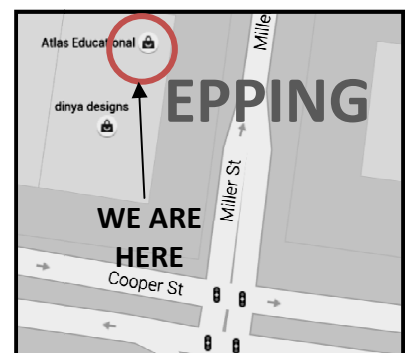 Mille
Atlas Educational
dinya designs
EPPING
Miller St
WE ARE
HERE
Cooper St